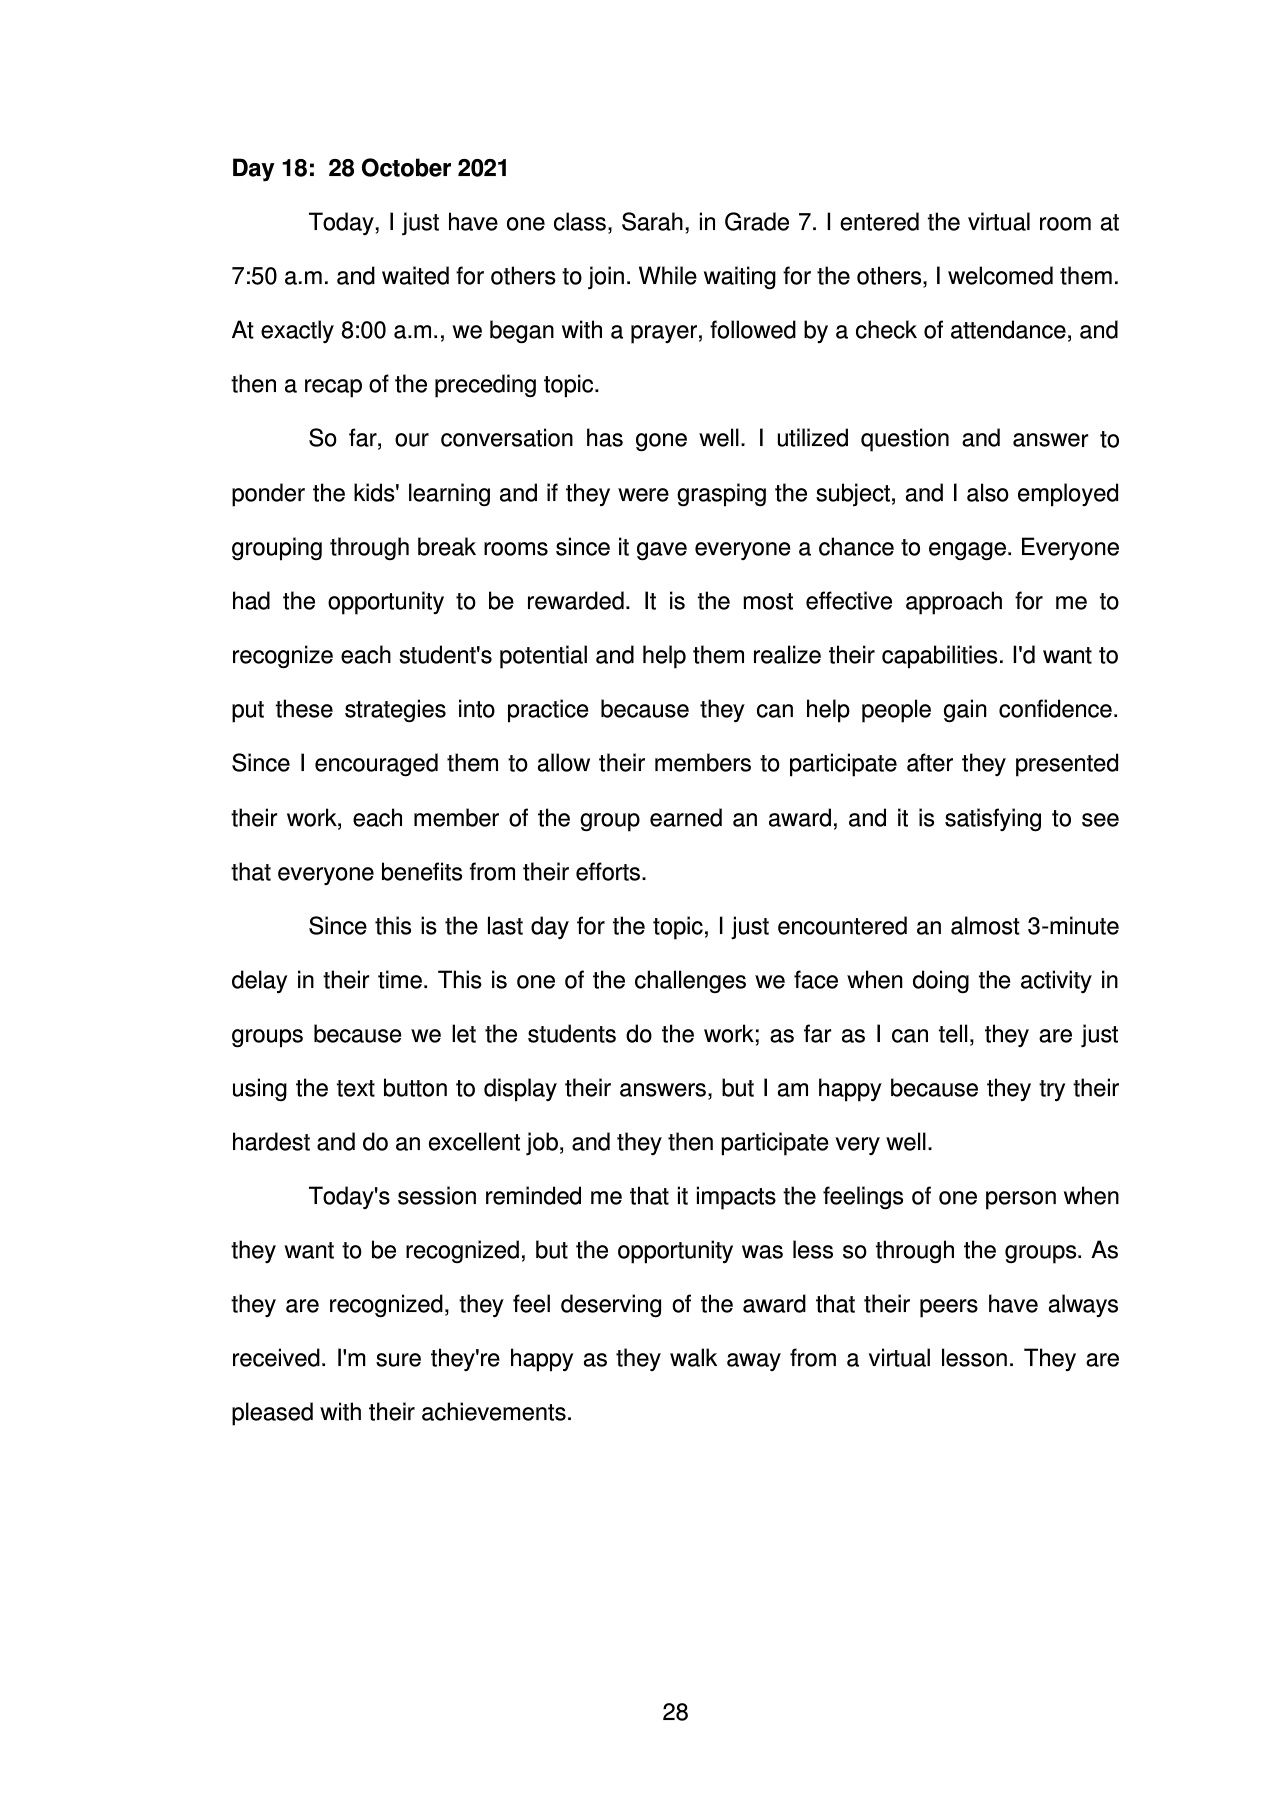 Day 18:  28 October 2021
Today, I just have one class, Sarah, in Grade 7. I entered the virtual room at
7:50 a.m. and waited for others to join. While waiting for the others, I welcomed them.
At exactly 8:00 a.m., we began with a prayer, followed by a check of attendance, and
then a recap of the preceding topic.
So far, our conversation has gone well. I utilized question and answer to
ponder the kids' learning and if they were grasping the subject, and I also employed
grouping through break rooms since it gave everyone a chance to engage. Everyone
had the opportunity to be rewarded. It is the most effective approach for me to
recognize each student's potential and help them realize their capabilities. I'd want to
put these strategies into practice because they can help people gain confidence.
Since I encouraged them to allow their members to participate after they presented
their work, each member of the group earned an award, and it is satisfying to see
that everyone benefits from their efforts.
Since this is the last day for the topic, I just encountered an almost 3-minute
delay in their time. This is one of the challenges we face when doing the activity in
groups because we let the students do the work; as far as I can tell, they are just
using the text button to display their answers, but I am happy because they try their
hardest and do an excellent job, and they then participate very well.
Today's session reminded me that it impacts the feelings of one person when
they want to be recognized, but the opportunity was less so through the groups. As
they are recognized, they feel deserving of the award that their peers have always
received. I'm sure they're happy as they walk away from a virtual lesson. They are
pleased with their achievements.
28